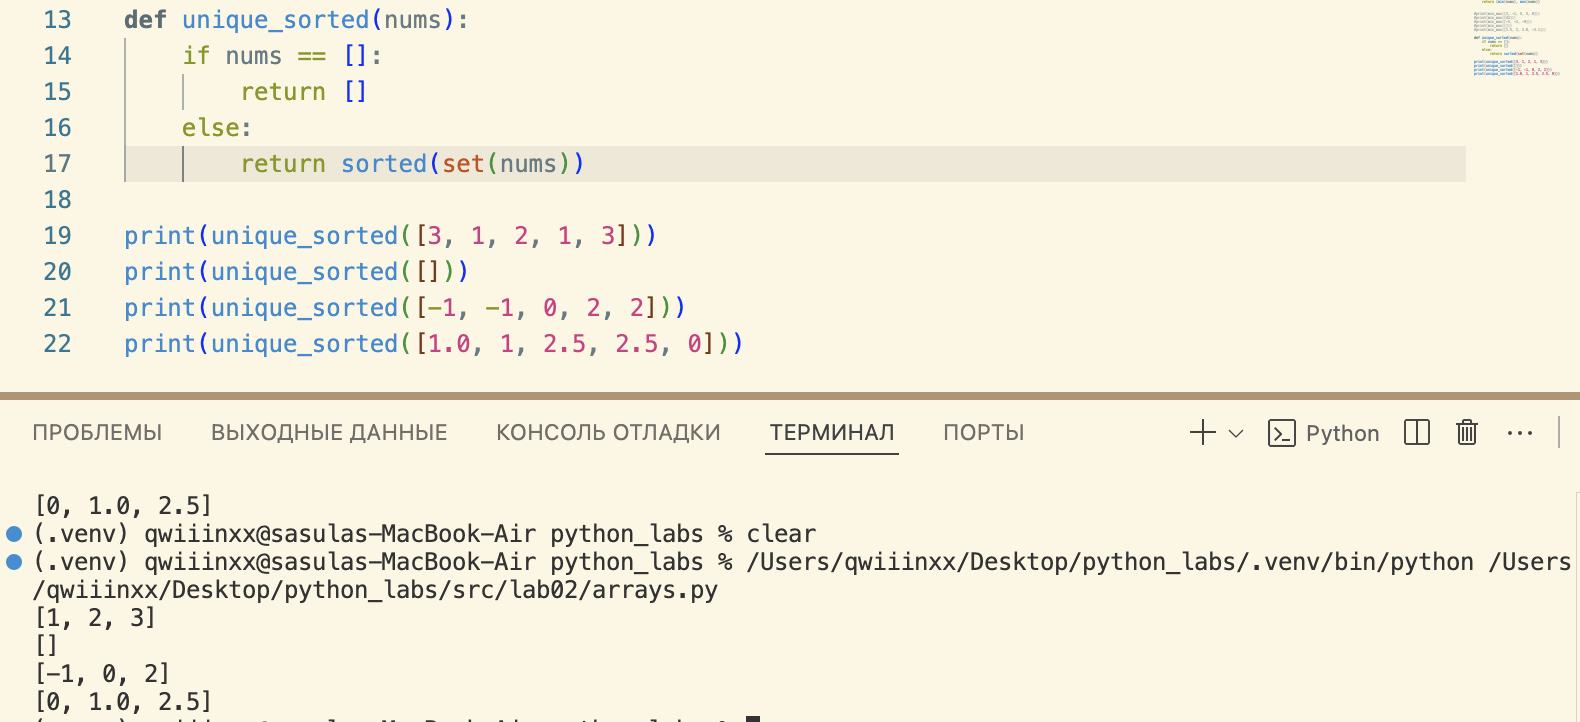 13 def unique_sorted(nums):
14 if nums == []:
15 return []
16 else:
17 return sorted(set(nums))
18
19 print(unique_sorted([3, 1, 2, 1, 3]))
20 print(unique_sorted([]))
21 print(unique_sorted([-1, -1, 0, 2, 2]))
22 print(unique_sorted([1.0, 1, 2.5, 2.5, 0]))
ПРОБЛЕМЫ ВЫХОДНЫЕ ДАННЫЕ КОНСОЛЬ ОТЛАДКИ ТЕРМИНАЛ ПОРТЫ Python
[0, 1.0, 2.5]
(.venv) qwiiinxx@sasulas-MacBook-Air python_labs % clear
(.venv) qwiiinxx@sasulas-MacBook-Air python_labs % /Users/qwiiinxx/Desktop/python_labs/.venv/bin/python /Users
/qwiiinxx/Desktop/python_labs/src/lab02/arrays.py
[1, 2, 3]
[]
[-1, 0, 2]
[0, 1.0, 2.5]